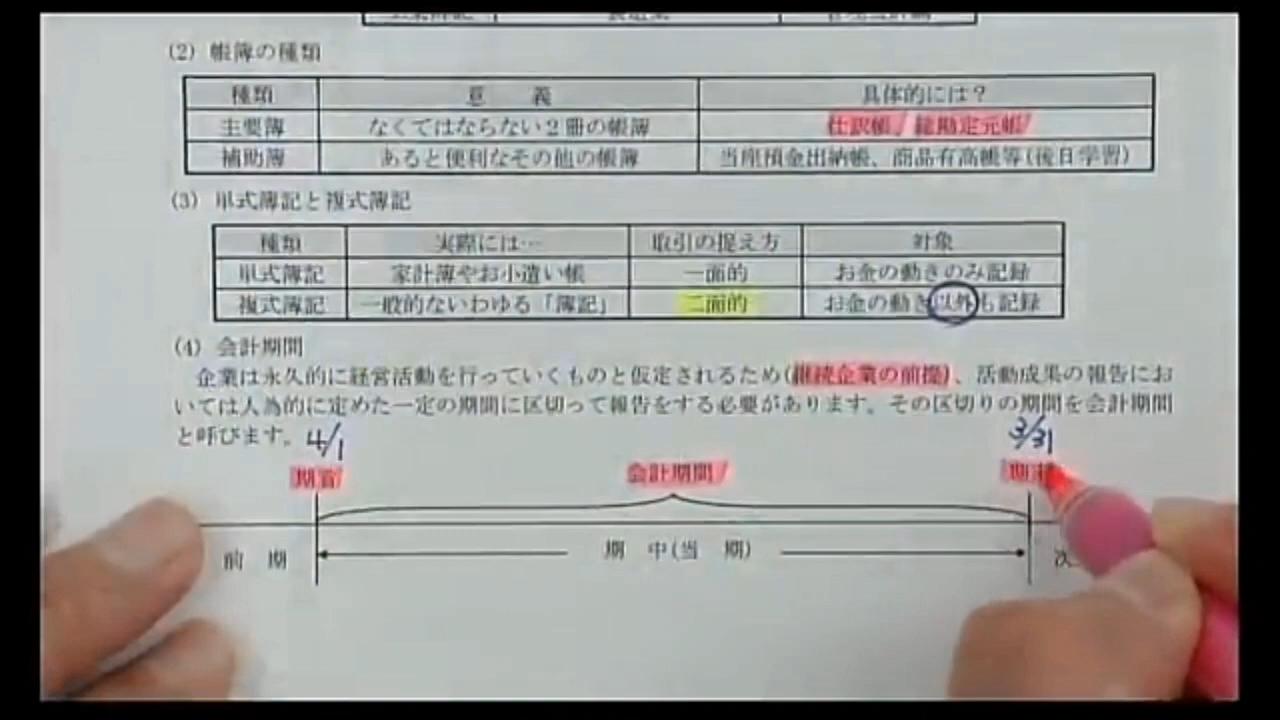 (2) 帳簿の種類
種類 意 義 具体的には？
主要簿 なくてはならない２冊の帳簿 仕訳帳/総勘定元帳/
補助簿 あると便利なその他の帳簿 当座預金出納帳、商品有高帳等(後日学習)
(3) 単式簿記と複式簿記
種類 実際には… 取引の捉え方 対象
単式簿記 家計簿やお小遣い帳 一面的 お金の動きのみ記録
複式簿記 一般的ないわゆる「簿記」 二面的 お金の動き以外も記録
(4) 会計期間
企業は永久的に経営活動を行っていくものと仮定されるため(継続企業の前提)、活動成果の報告にお
いては人為的に定めた一定の期間に区切って報告をする必要があります。その区切りの期間を会計期間
と呼びます。 4/1 3/31
期首 会計期間
前 期 期 中(当 期)